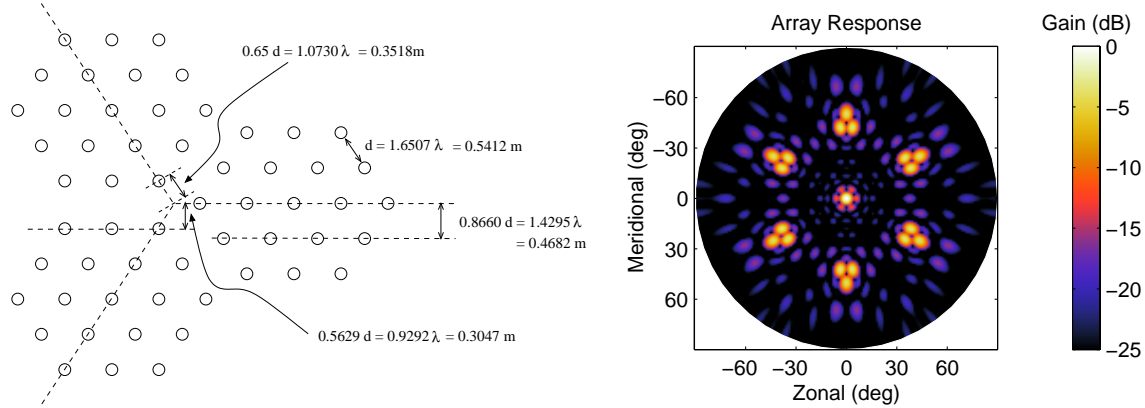 0.65 d = 1.0730 λ = 0.3518m
d = 1.6507 λ = 0.5412 m
0.8660 d = 1.4295 λ
= 0.4682 m
0.5629 d = 0.9292 λ = 0.3047 m
Array Response
Gain (dB)
Meridional (deg)
−60
−30
0
30
60
−60 −30 0 30 60
Zonal (deg)
0
−5
−10
−15
−20
−25